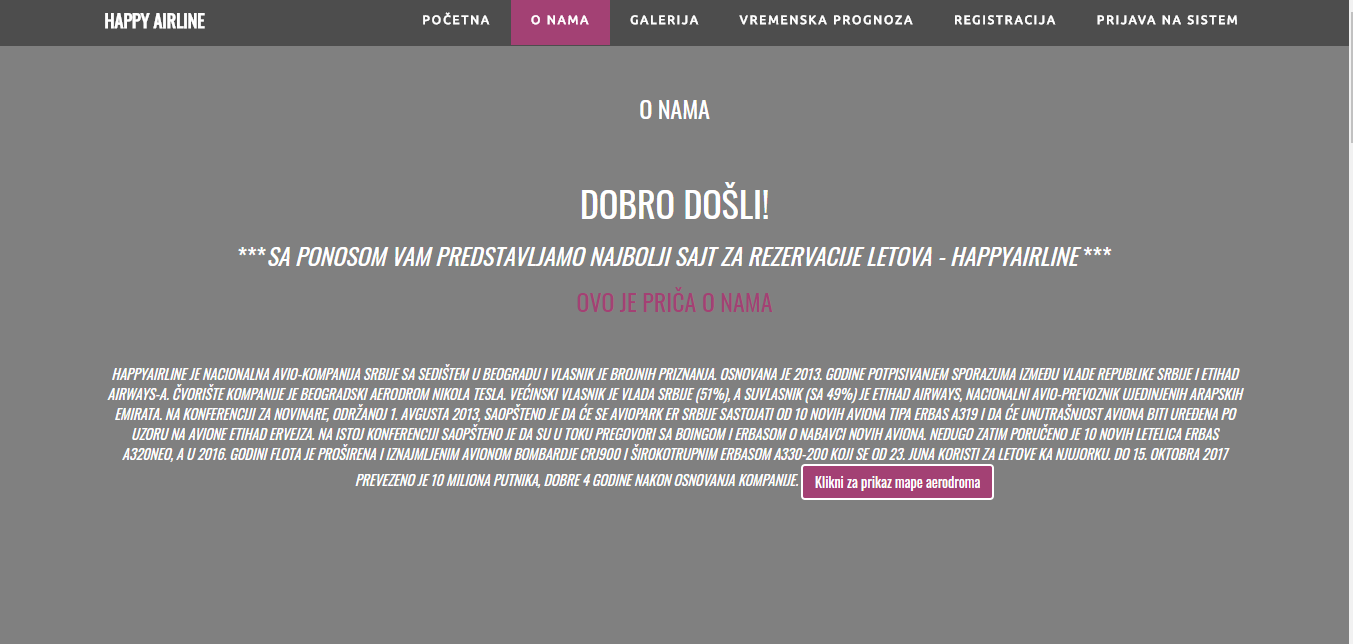 HAPPY AIRLINE
POČETNA
O NAMA
GALERIJA
VREMENSKA PROGNOZA
REGISTRACIJA
PRIJAVA NA SISTEM
O NAMA
DOBRO DOŠLI!
***SA PONOSOM VAM PREDSTAVLJAMO NAJBOLJI SAJT ZA REZERVACIJE LETOVA - HAPPYAIRLINE***
OVO JE PRIČA O NAMA
HAPPYAIRLINE JE NACIONALNA AVIO-KOMPANIJA SRBIJE SA SEDIŠTEM U BEOGRADU I VLASNIK JE BROJNIH PRIZNANJA. OSNOVANA JE 2013. GODINE POTPISIVANJEM SPORAZUMA IZMEĐU VLADE REPUBLIKE SRBIJE I ETIHAD
AIRWAYS-A. ČVORIŠTE KOMPANIJE JE BEOGRADSKI AERODROM NIKOLA TESLA. VEĆINSKI VLASNIK JE VLADA SRBIJE (51%), A SUVLASNIK (SA 49%) JE ETIHAD AIRWAYS, NACIONALNI AVIO-PREVOZNIK UJEDINJENIH ARAPSKIH
EMIRATA. NA KONFERENCIJI ZA NOVINARE, ODRŽANOJ 1. AVGUSTA 2013, SAOPŠTENO JE DA ĆE SE AVIOPARK ER SRBIJE SASTOJATI OD 10 NOVIH AVIONA TIPA ERBAS A319 I DA ĆE UNUTRAŠNJOST AVIONA BITI UREĐENA PO
UZORU NA AVIONE ETIHAD ERVEJZA. NA ISTOJ KONFERENCIJI SAOPŠTENO JE DA SU U TOKU PREGOVORI SA BOINGOM I ERBASOM O NABAVCI NOVIH AVIONA. NEDUGO ZATIM PORUČENO JE 10 NOVIH LETELICA ERBAS
A320NEO, A U 2016. GODINI FLOTA JE PROŠIRENA I IZNAJMLJENIM AVIONOM BOMBARDJE CRJ900 I ŠIROKOTRUPNIM ERBASOM A330-200 KOJI SE OD 23. JUNA KORISTI ZA LETOVE KA NJUJORKU. DO 15. OKTOBRA 2017
PREVEZENO JE 10 MILIONA PUTNIKA, DOBRE 4 GODINE NAKON OSNOVANJA KOMPANIJE. Klikni za prikaz mape aerodroma